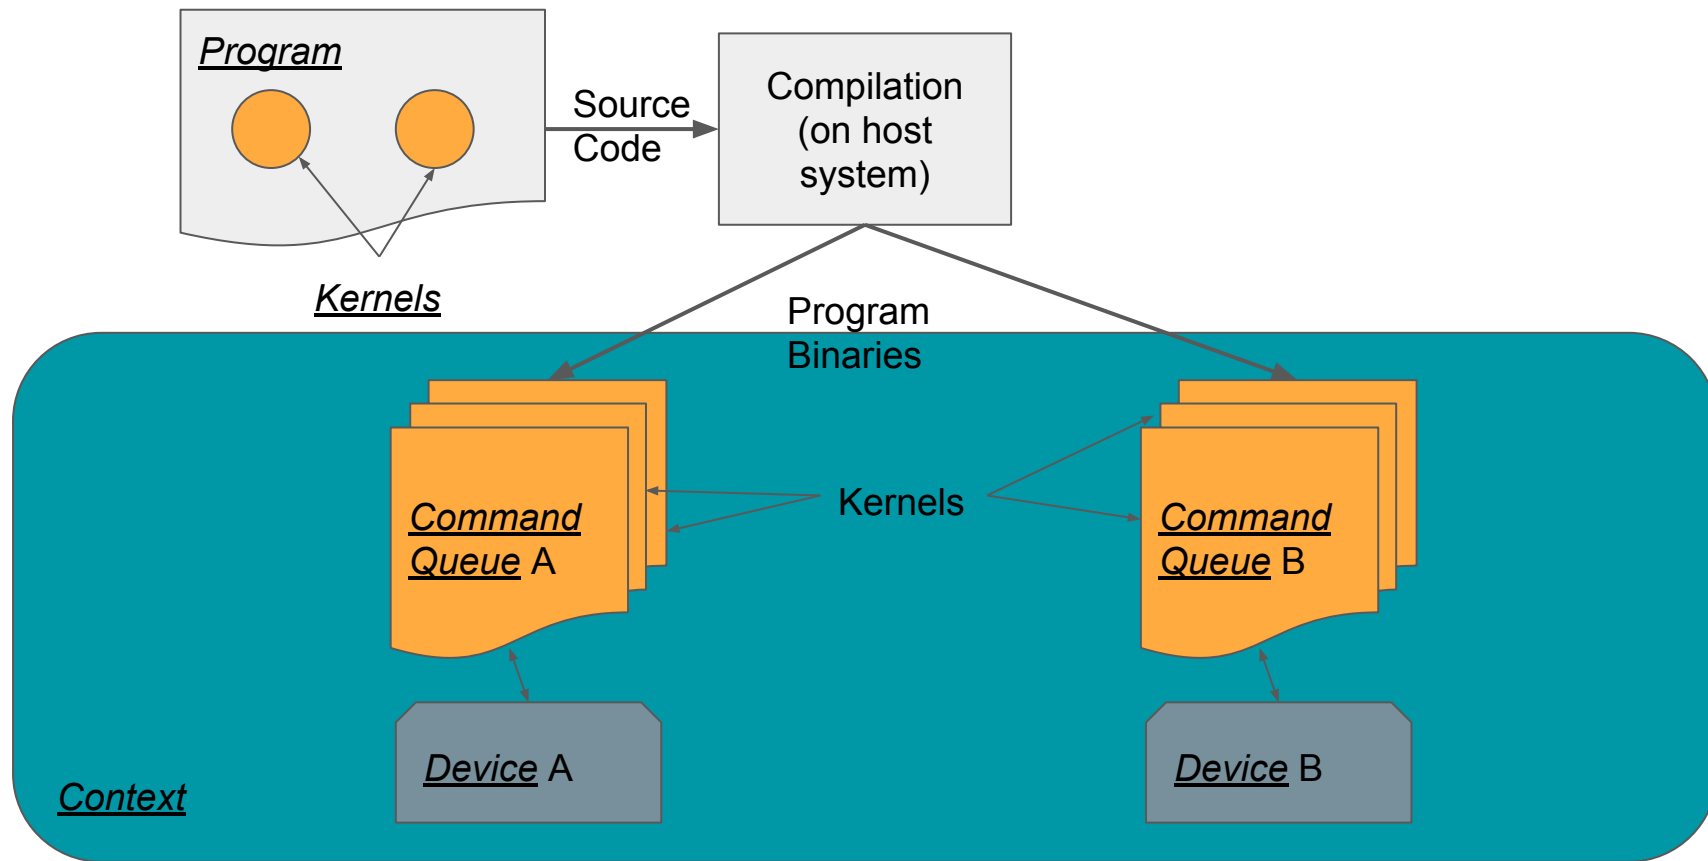 Program
Source
Code
Compilation
(on host
system)
Kernels
Program
Binaries
Command
Queue A
Kernels
Command
Queue B
Device A
Device B
Context